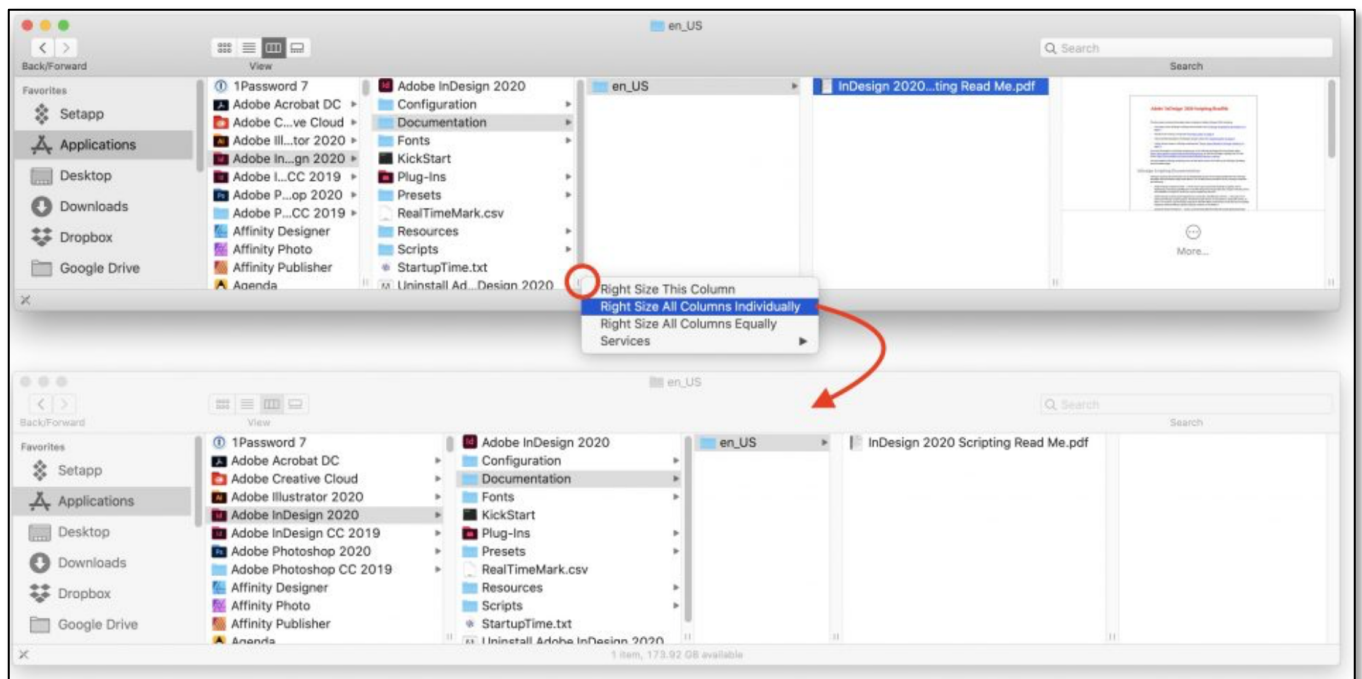 en_US
Search
Back/Forward
View
Search
Favorites
Setapp
Applications
Desktop
Downloads
Dropbox
Google Drive
1Password 7
Adobe Acrobat DC
Adobe C...ve Cloud
Adobe Ill...tor 2020
Adobe In...gn 2020
Adobe I...CC 2019
Adobe P...op 2020
Adobe P...CC 2019
Affinity Designer
Affinity Photo
Affinity Publisher
Agenda
Adobe InDesign 2020
Configuration
Documentation
Fonts
KickStart
Plug-Ins
Presets
RealTimeMark.csv
Resources
Scripts
StartupTime.txt
Uninstall Ad...Design 2020
en_US
InDesign 2020...ting Read Me.pdf
Adobe InDesign 2020 Scripting ReadMe
InDesign Scripting Documentation
More...
Right Size This Column
Right Size All Columns Individually
Right Size All Columns Equally
Services
en_US
Search
Back/Forward
View
Search
Favorites
Setapp
Applications
Desktop
Downloads
Dropbox
Google Drive
1Password 7
Adobe Acrobat DC
Adobe Creative Cloud
Adobe Illustrator 2020
Adobe InDesign 2020
Adobe InDesign CC 2019
Adobe Photoshop 2020
Adobe Photoshop CC 2019
Affinity Designer
Affinity Photo
Affinity Publisher
Agenda
Adobe InDesign 2020
Configuration
Documentation
Fonts
KickStart
Plug-Ins
Presets
RealTimeMark.csv
Resources
Scripts
StartupTime.txt
Uninstall Adobe InDesign 2020
en_US
InDesign 2020 Scripting Read Me.pdf
1 item, 173.92 GB available